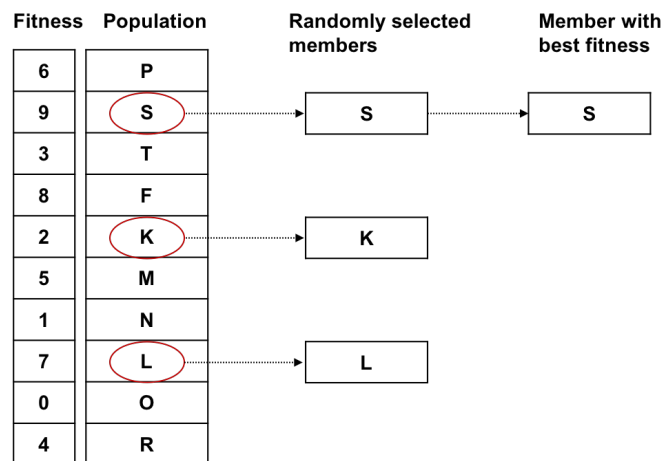 Fitness Population Randomly selected members Member with best fitness
6 P
9 S S S
3 T
8 F
2 K K
5 M
1 N
7 L L
0 O
4 R